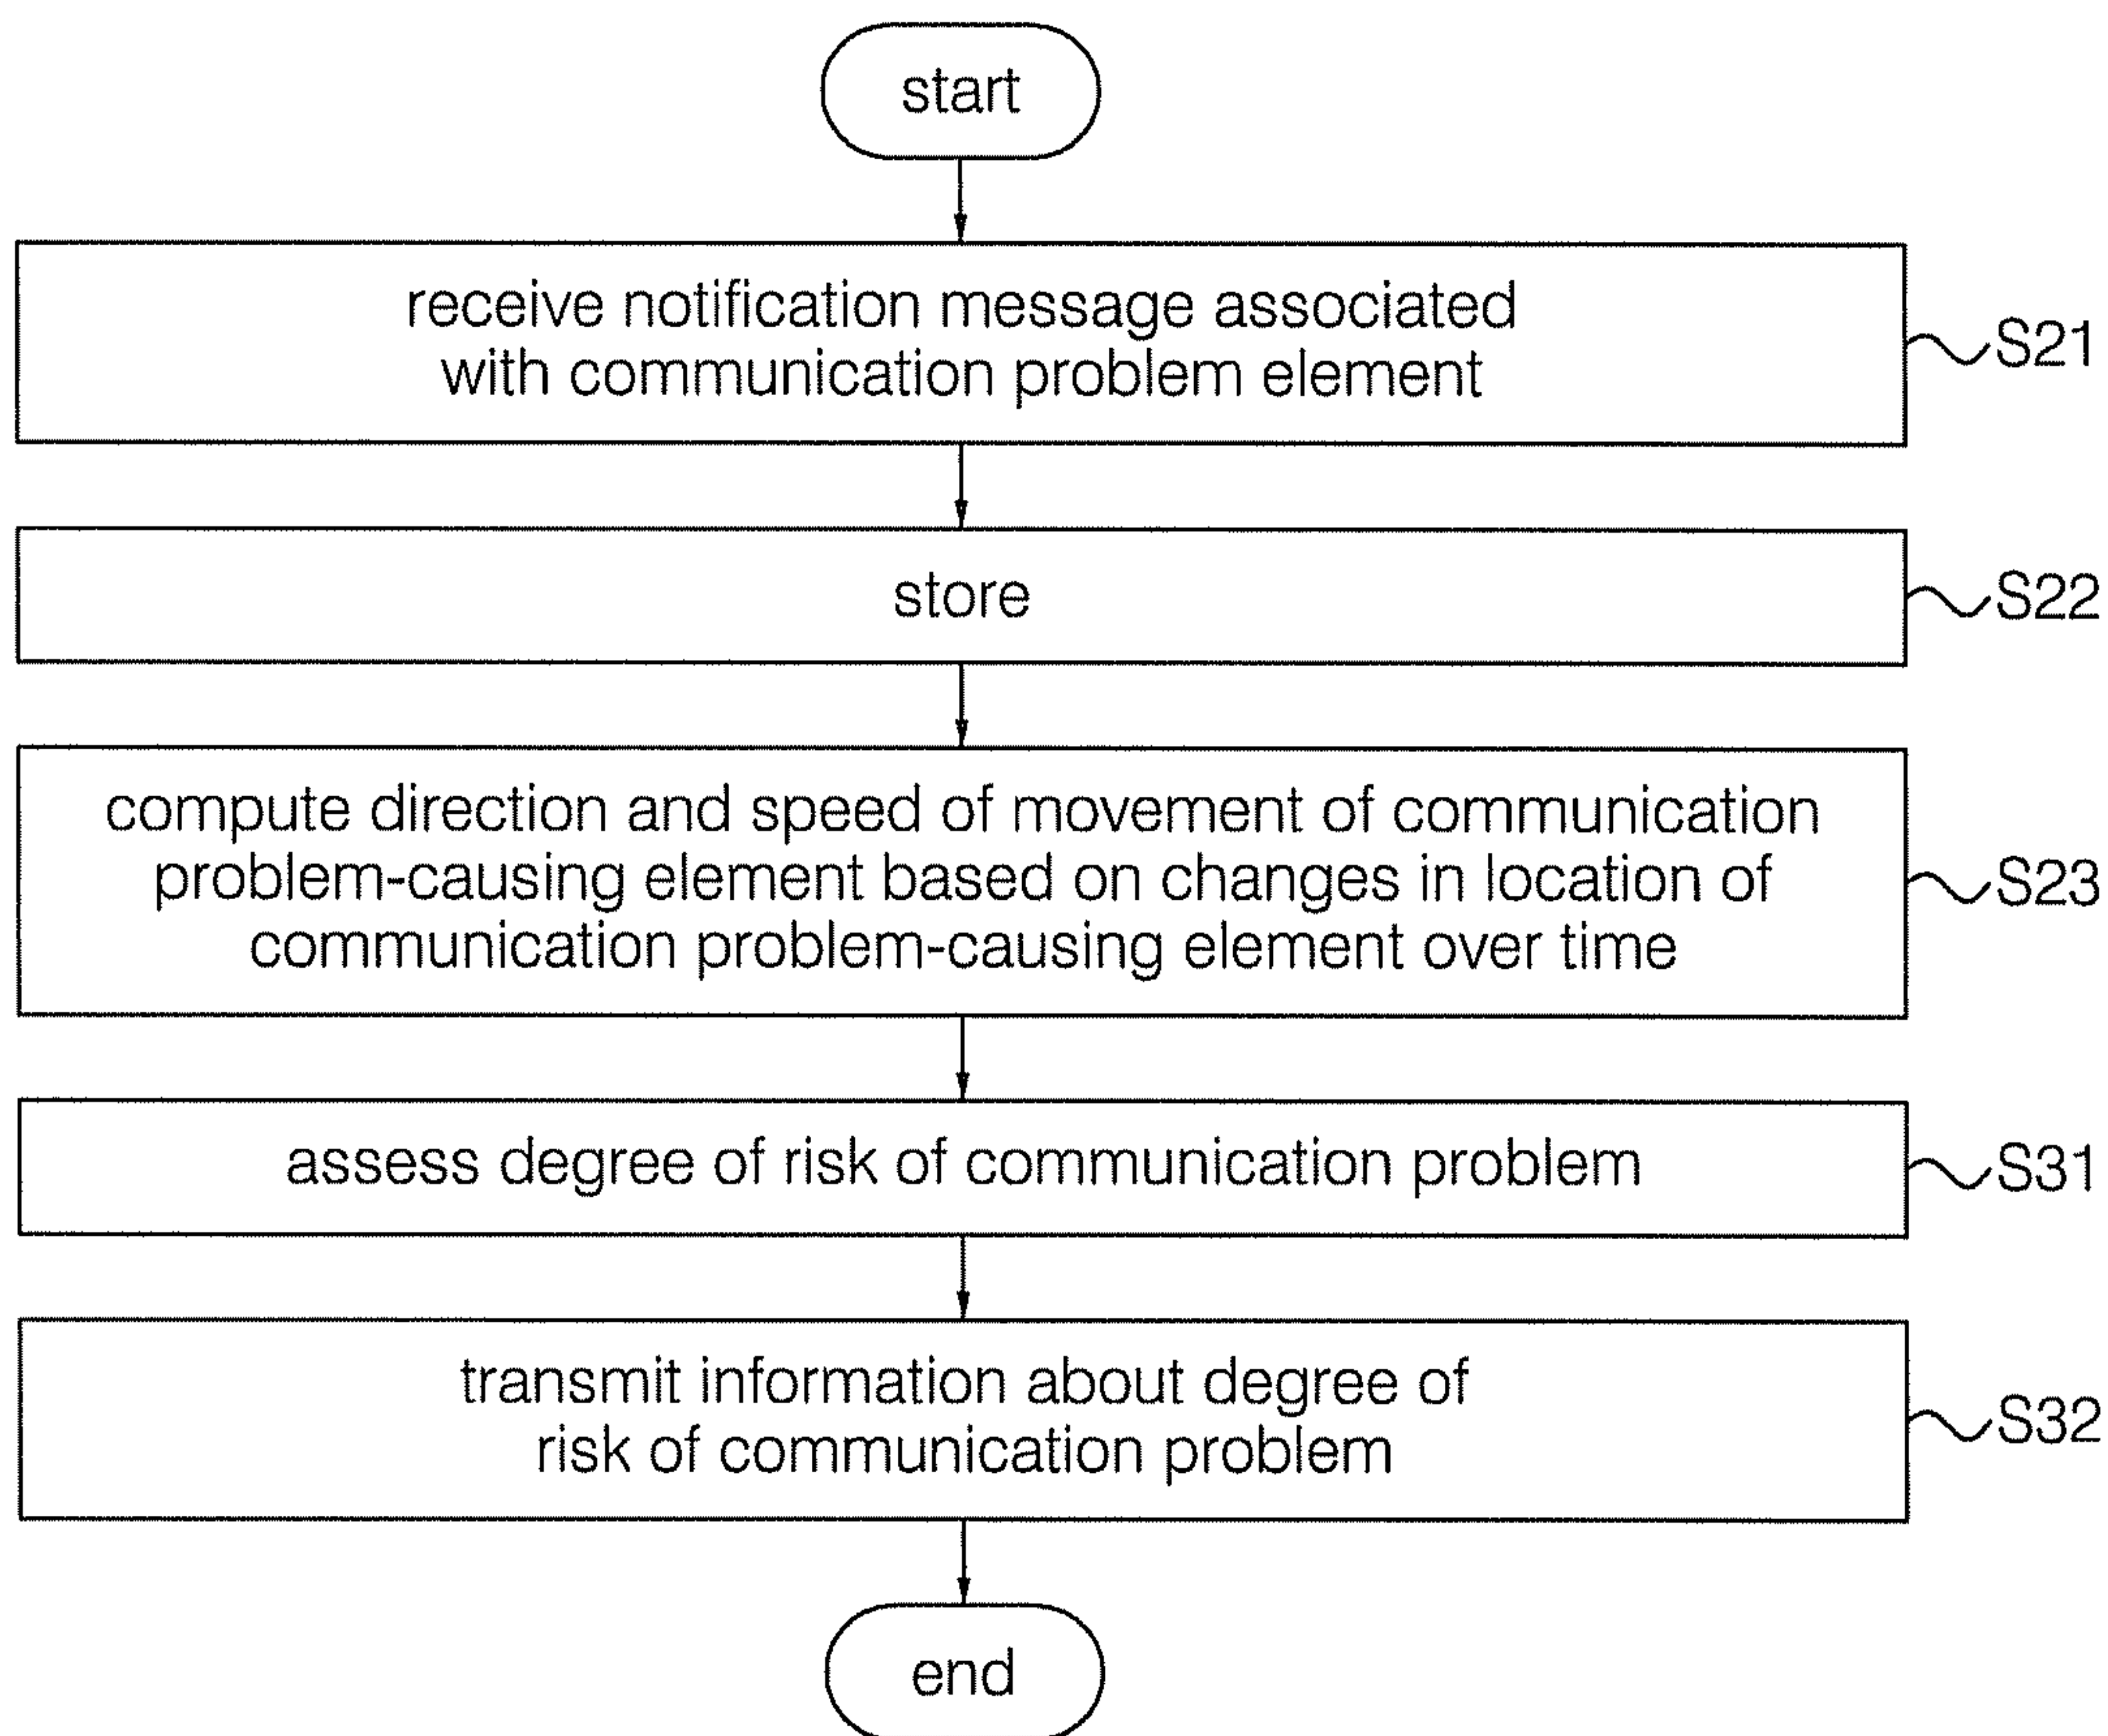 start
receive notification message associated
with communication problem element
S21
store
S22
compute direction and speed of movement of communication
problem-causing element based on changes in location of
communication problem-causing element over time
S23
assess degree of risk of communication problem
S31
transmit information about degree of
risk of communication problem
S32
end